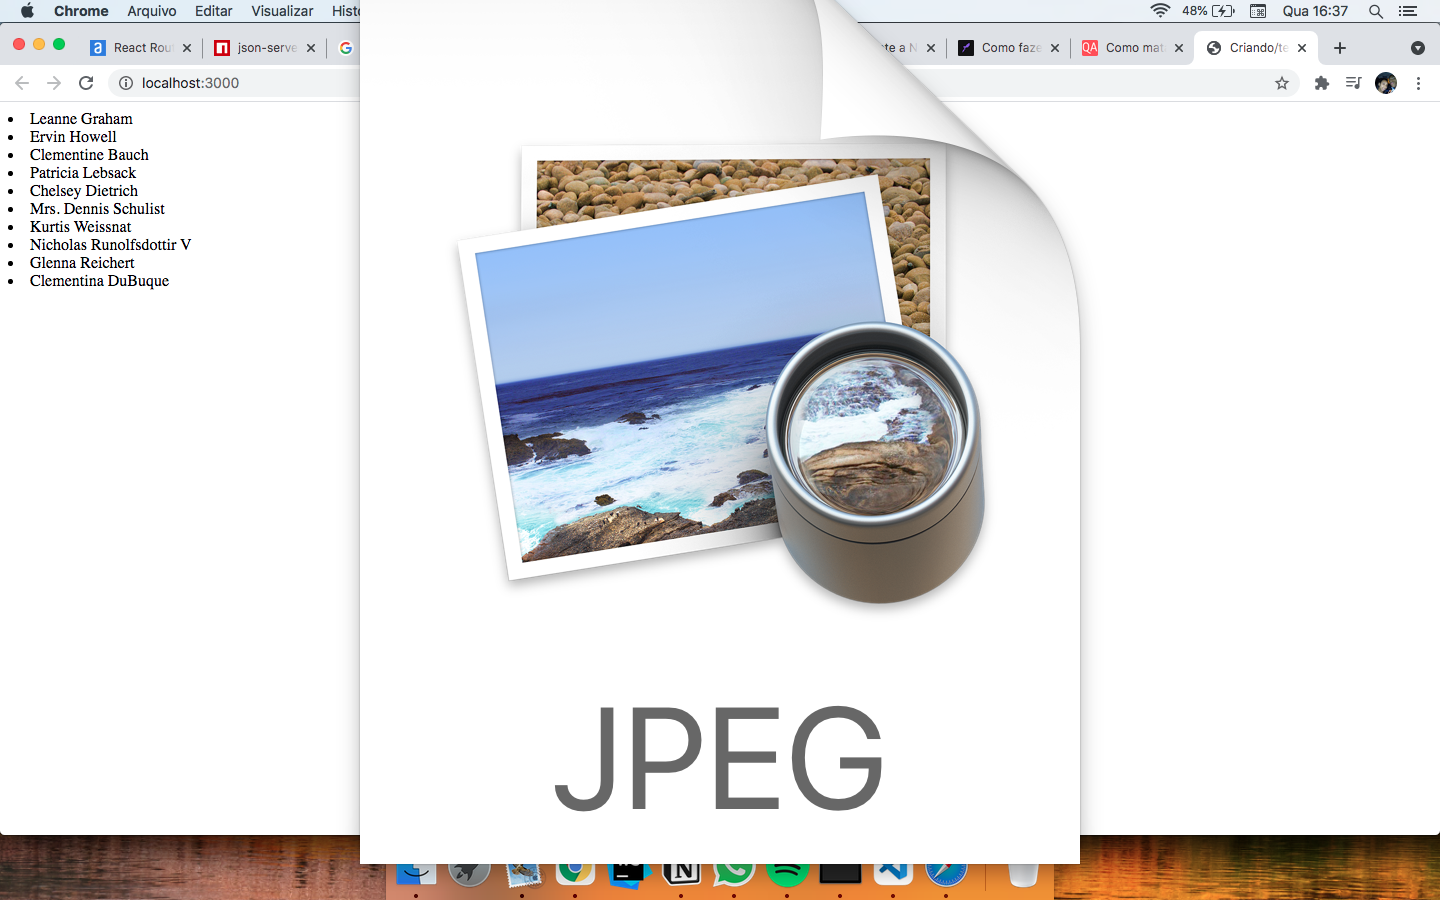 Chrome Arquivo Editar Visualizar Histó 48% Qua 16:37
React Rou json-serve te a N Como faze QA Como mat Criando/te
localhost:3000
Leanne Graham
Ervin Howell
Clementine Bauch
Patricia Lebsack
Chelsey Dietrich
Mrs. Dennis Schulist
Kurtis Weissnat
Nicholas Runolfsdottir V
Glenna Reichert
Clementina DuBuque
JPEG